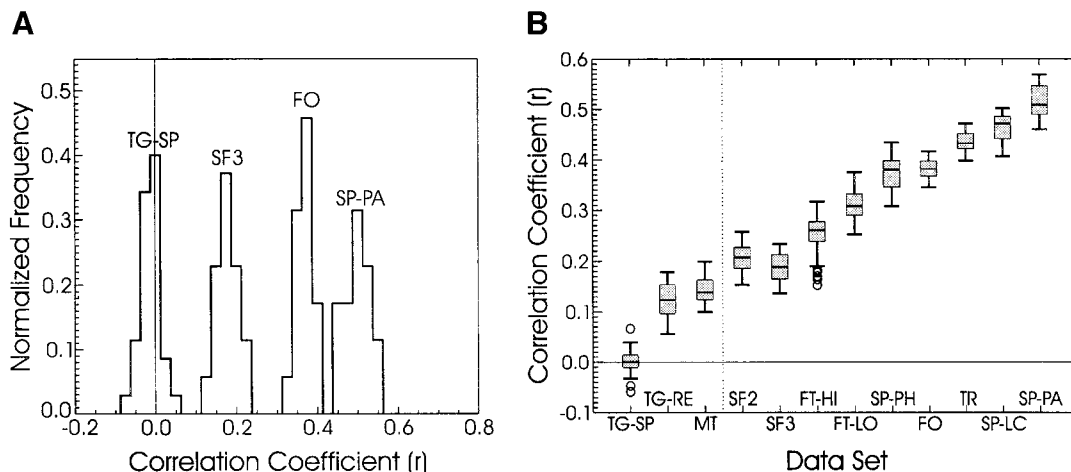 A
Normalized Frequency
0.5
0.4
0.3
0.2
0.1
0.0
TG-SP
SF3
FO
SP-PA
-0.2
0.0
0.2
0.4
0.6
0.8
Correlation Coefficient (r)
B
Correlation Coefficient (r)
0.6
0.5
0.4
0.3
0.2
0.1
0.0
-0.1
TG-RE
SF2
FT-HI
SP-PH
TR
SP-PA
TG-SP
MT
SF3
FT-LO
FO
SP-LC
Data Set